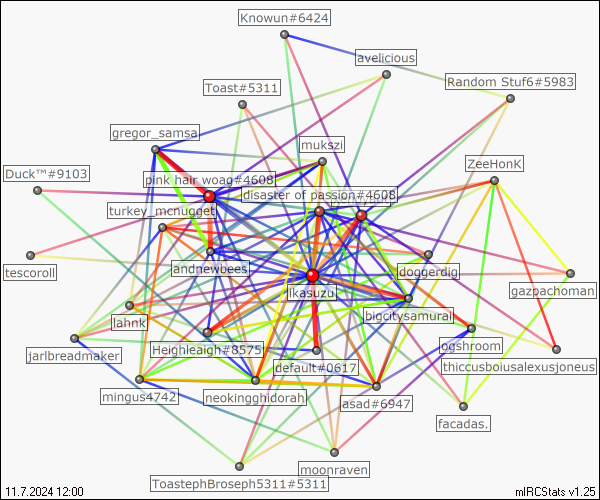 Knowun#6424
avelicious
Random Stuf6#5983
Toast#5311
gregor_samsa
mukszi
ZeeHonK
Duck™#9103
pink hair woag#4608
disaster of passion#4608
turkey_mcnugget
andnewbees
doggerdig
tescoroll
ikasuzu
gazpachoman
bigcitysamurai
lahnk
ogshroom
jarlbreadmaker
Heighleaigh#8575
default#0617
thiccusboiusalexusjoneus
mingus4742
neokingghidorah
asad#6947
facadas.
moonraven
ToastephBroseph5311#5311
11.7.2024 12:00
mIRCStats v1.25